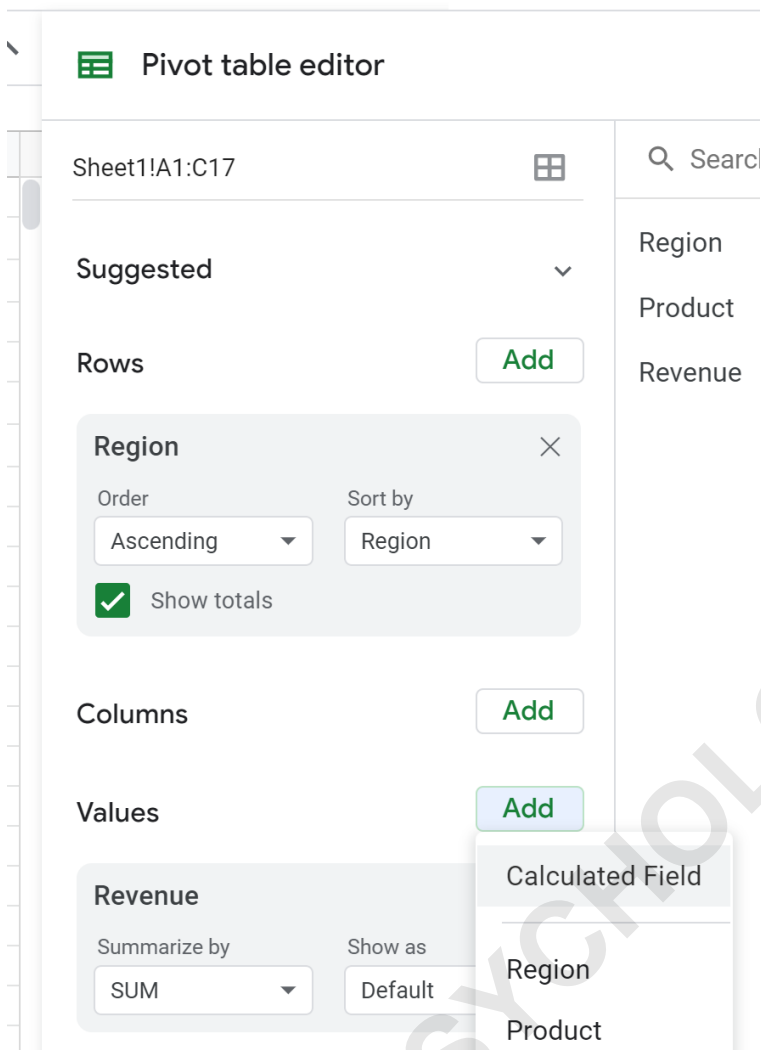 Pivot table editor
Sheet1!A1:C17
Suggested
Rows
Add
Region
Order
Sort by
Ascending
Region
Show totals
Columns
Add
Values
Add
Revenue
Summarize by
Show as
SUM
Default
Calculated Field
Region
Product
Region
Product
Revenue